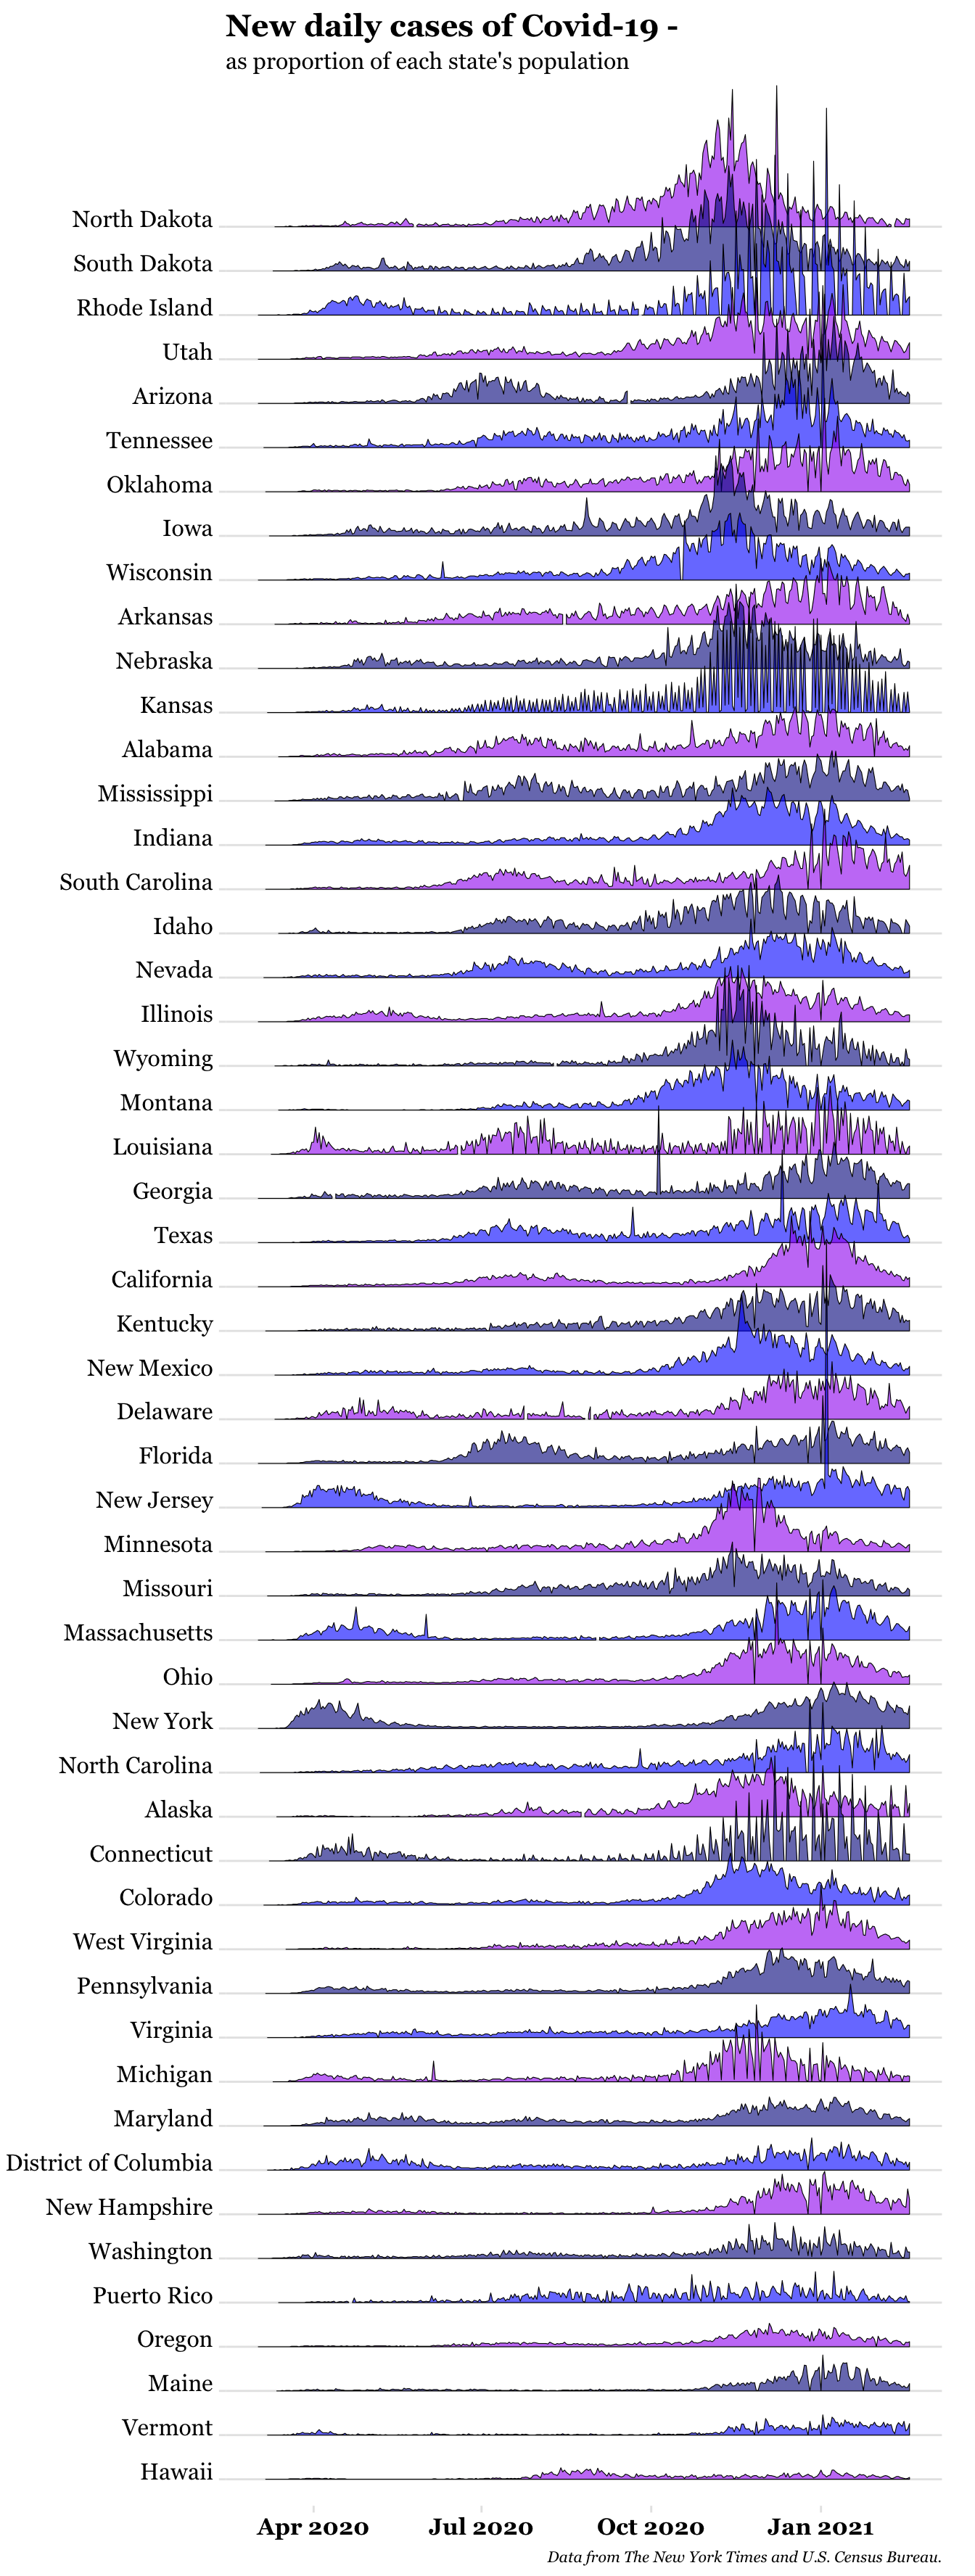 New daily cases of Covid-19 -
as proportion of each state's population
North Dakota
South Dakota
Rhode Island
Utah
Arizona
Tennessee
Oklahoma
Iowa
Wisconsin
Arkansas
Nebraska
Kansas
Alabama
Mississippi
Indiana
South Carolina
Idaho
Nevada
Illinois
Wyoming
Montana
Louisiana
Georgia
Texas
California
Kentucky
New Mexico
Delaware
Florida
New Jersey
Minnesota
Missouri
Massachusetts
Ohio
New York
North Carolina
Alaska
Connecticut
Colorado
West Virginia
Pennsylvania
Virginia
Michigan
Maryland
District of Columbia
New Hampshire
Washington
Puerto Rico
Oregon
Maine
Vermont
Hawaii
Apr 2020 Jul 2020 Oct 2020 Jan 2021
Data from The New York Times and U.S. Census Bureau.